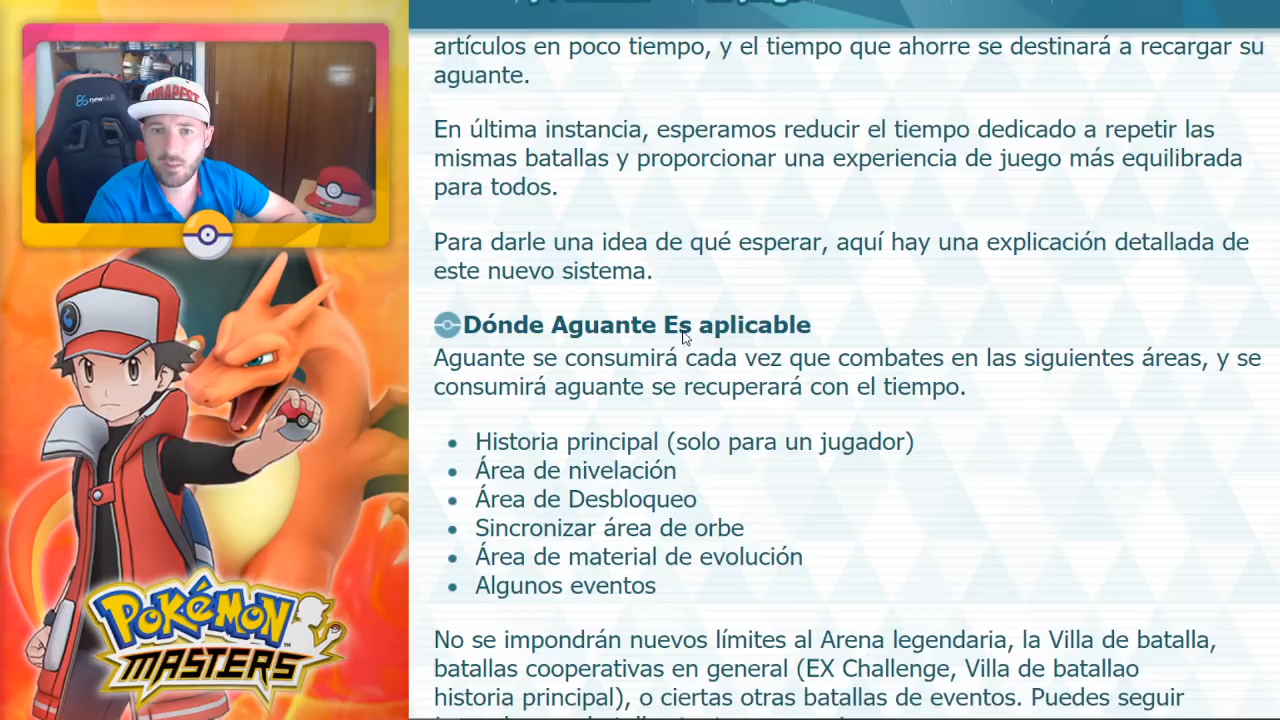 artículos en poco tiempo, y el tiempo que ahorre se destinará a recargar su
aguante.
En última instancia, esperamos reducir el tiempo dedicado a repetir las
mismas batallas y proporcionar una experiencia de juego más equilibrada
para todos.
Para darle una idea de qué esperar, aquí hay una explicación detallada de
este nuevo sistema.
Dónde Aguante Es aplicable
Aguante se consumirá cada vez que combates en las siguientes áreas, y se
consumirá aguante se recuperará con el tiempo.
• Historia principal (solo para un jugador)
• Área de nivelación
• Área de Desbloqueo
• Sincronizar área de orbe
• Área de material de evolución
• Algunos eventos
No se impondrán nuevos límites al Arena legendaria, la Villa de batalla,
batallas cooperativas en general (EX Challenge, Villa de batallao
historia principal), o ciertas otras batallas de eventos. Puedes seguir
newskill
BUDAPEST
POKéMON
MASTERS